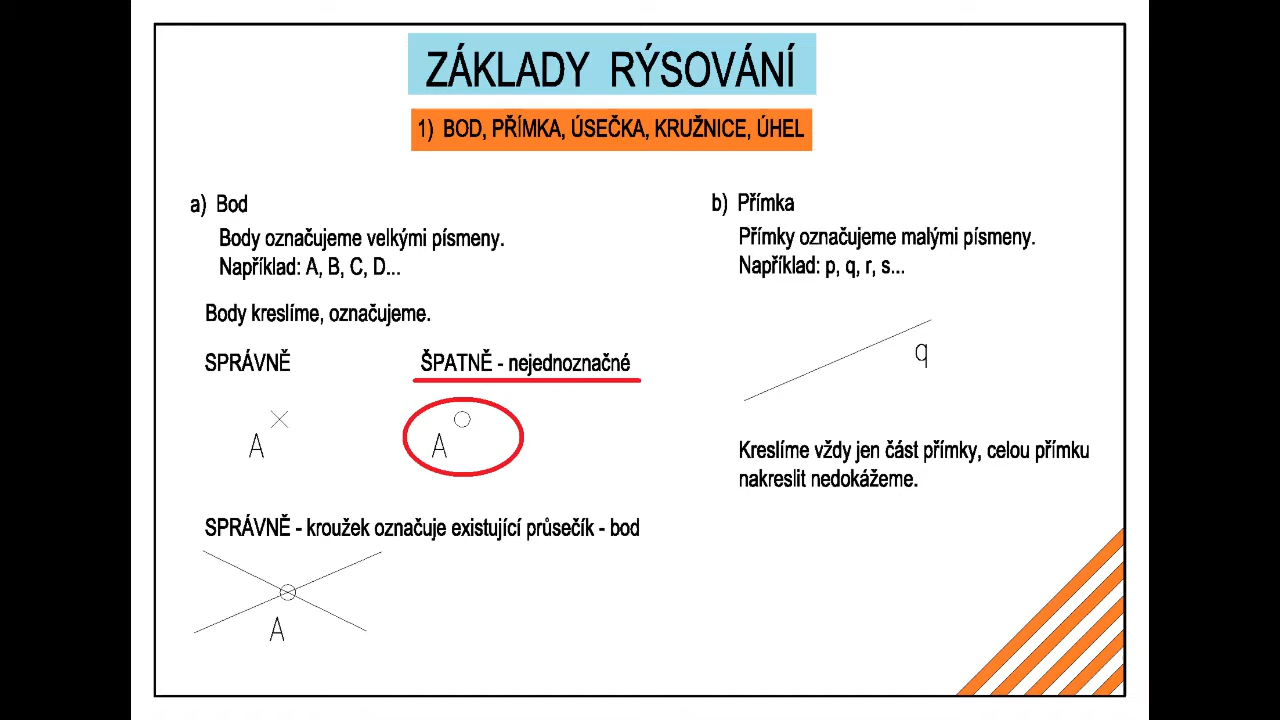 ZÁKLADY RÝSOVÁNÍ
1) BOD, PŘÍMKA, ÚSEČKA, KRUŽNICE, ÚHEL
a) Bod
Body označujeme velkými písmeny.
Například: A, B, C, D...
Body kreslíme, označujeme.
SPRÁVNĚ
ŠPATNĚ - nejednoznačné
A
A
SPRÁVNĚ - kroužek označuje existující průsečík - bod
A
b) Přímka
Přímky označujeme malými písmeny.
Například: p, q, r, s...
q
Kreslíme vždy jen část přímky, celou přímku
nakreslit nedokážeme.